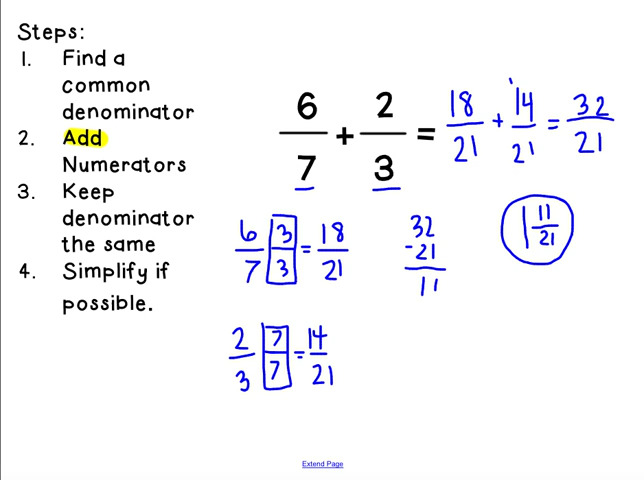 Steps:
1. Find a
common
denominator
2. Add
Numerators
3. Keep
denominator
the same
4. Simplify if
possible.
6/7 + 2/3 = 18/21 + 14/21 = 32/21
6/7 3/3 = 18/21
32
-21
11
1 11/21
2/3 7/7 = 14/21
Extend Page